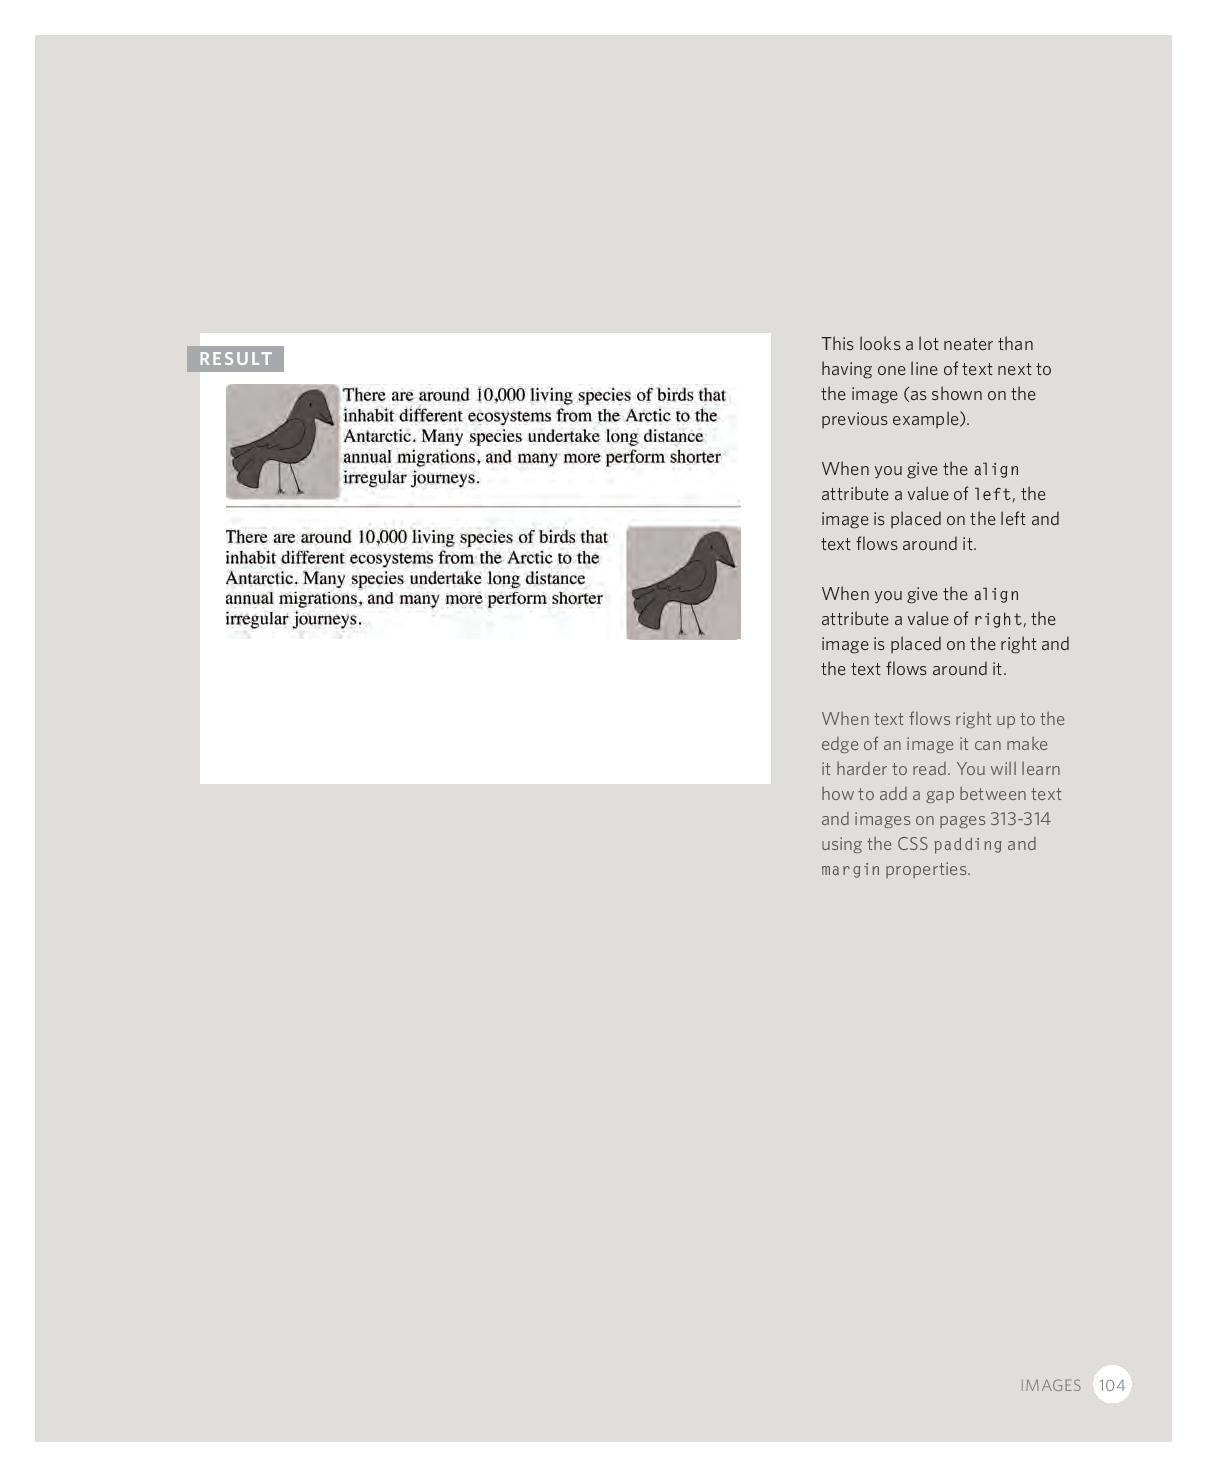 RESULT
There are around 10,000 living species of birds that
inhabit different ecosystems from the Arctic to the
Antarctic. Many species undertake long distance
annual migrations, and many more perform shorter
irregular journeys.
There are around 10,000 living species of birds that
inhabit different ecosystems from the Arctic to the
Antarctic. Many species undertake long distance
annual migrations, and many more perform shorter
irregular journeys.
This looks a lot neater than
having one line of text next to
the image (as shown on the
previous example).
When you give the align
attribute a value of left, the
image is placed on the left and
text flows around it.
When you give the align
attribute a value of right, the
image is placed on the right and
the text flows around it.
When text flows right up to the
edge of an image it can make
it harder to read. You will learn
how to add a gap between text
and images on pages 313-314
using the CSS padding and
margin properties.
IMAGES 104